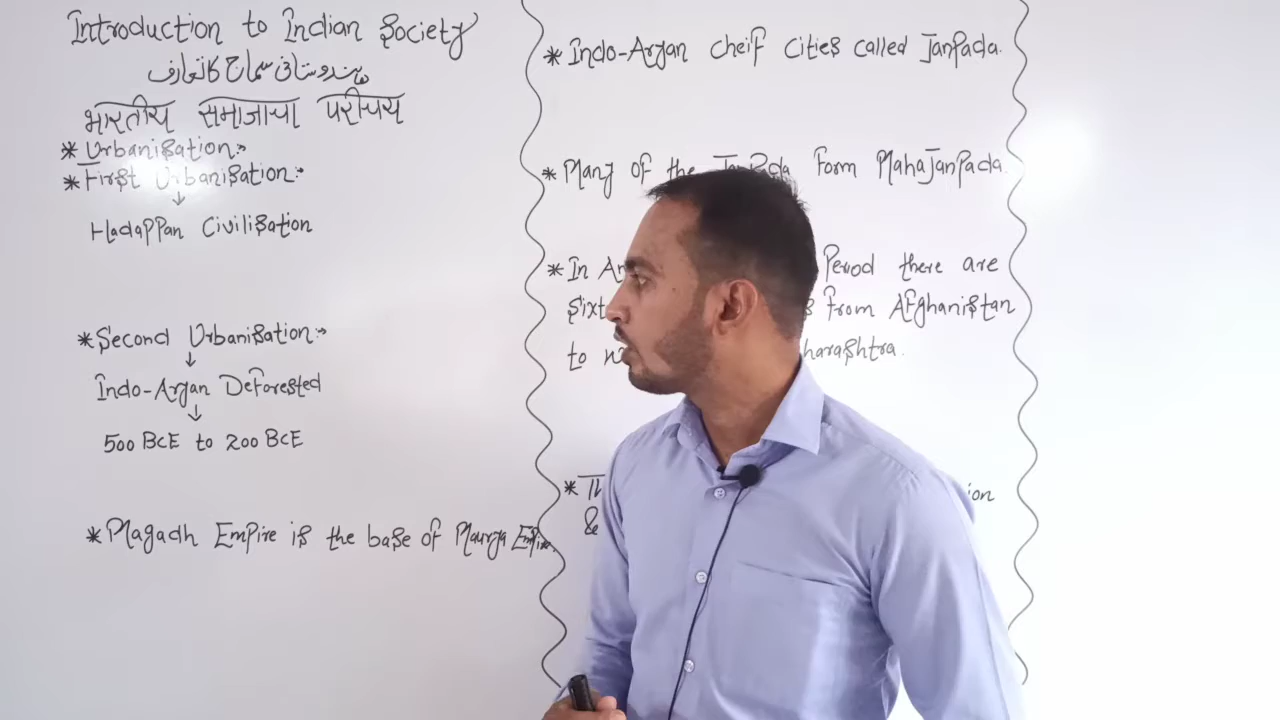 Introduction to Indian Society
ہندوستانی سماج کا تعارف
भारतीय समाजाचा परीचय
* Urbanisation:-
* First Urbanisation:-
↓
Hadappan Civilisation
* Second Urbanisation:-
↓
Indo-Aryan Deforested
↓
500 BCE to 200 BCE
* Magadh Empire is the base of Maurya Empire.
* Indo-Aryan cheif cities called Janpada.
* Many of the Janpada form MahaJanpada.
* In Period there are
from Afghanistan
to
&